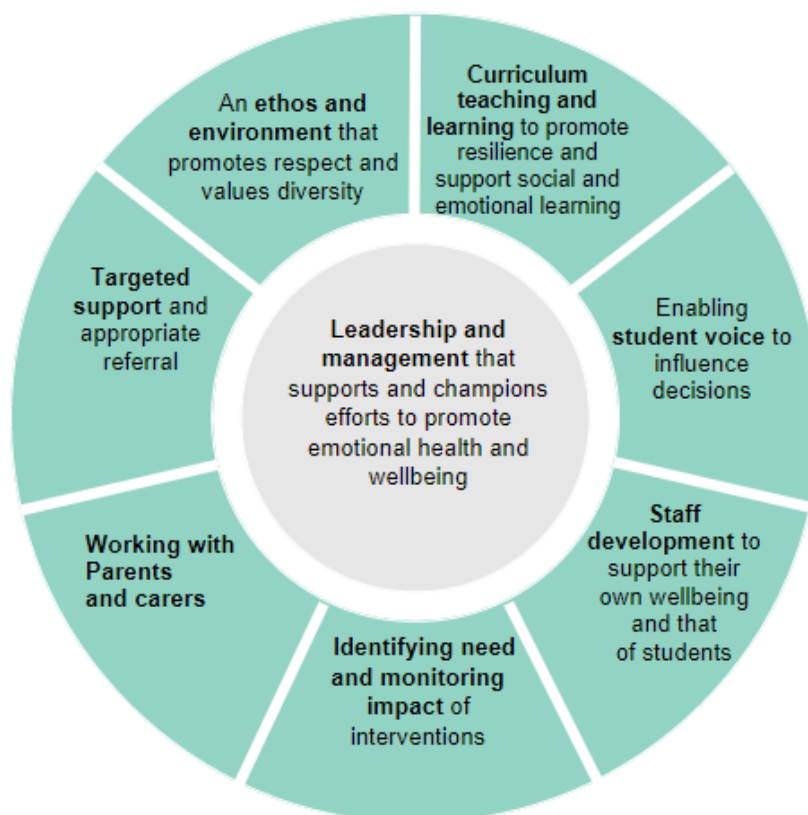 An ethos and
environment that
promotes respect and
values diversity
Curriculum
teaching and
learning to promote
resilience and
support social and
emotional learning
Enabling
student voice to
influence
decisions
Staff
development to
support their
own wellbeing
and that
of students
Identifying need
and monitoring
impact of
interventions
Working with
Parents
and carers
Targeted
support and
appropriate
referral
Leadership and
management that
supports and champions
efforts to promote
emotional health and
wellbeing